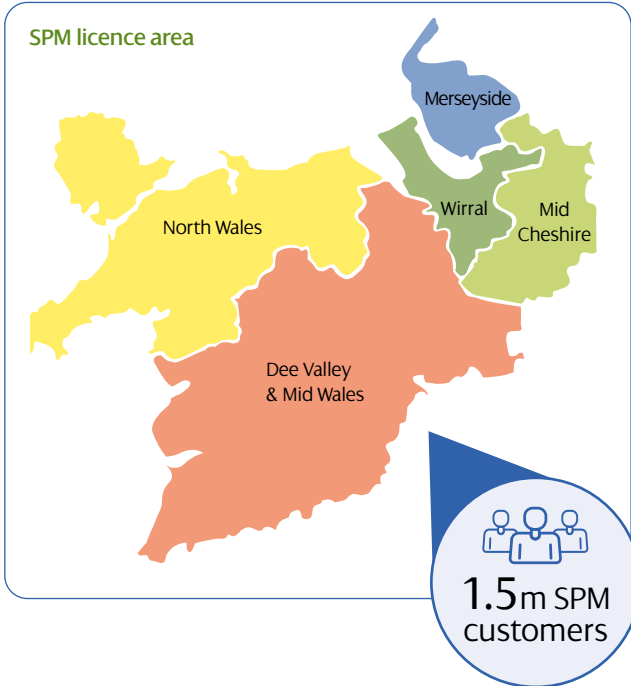 SPM licence area
Merseyside
Wirral
Mid
Cheshire
North Wales
Dee Valley
& Mid Wales
1.5m SPM
customers